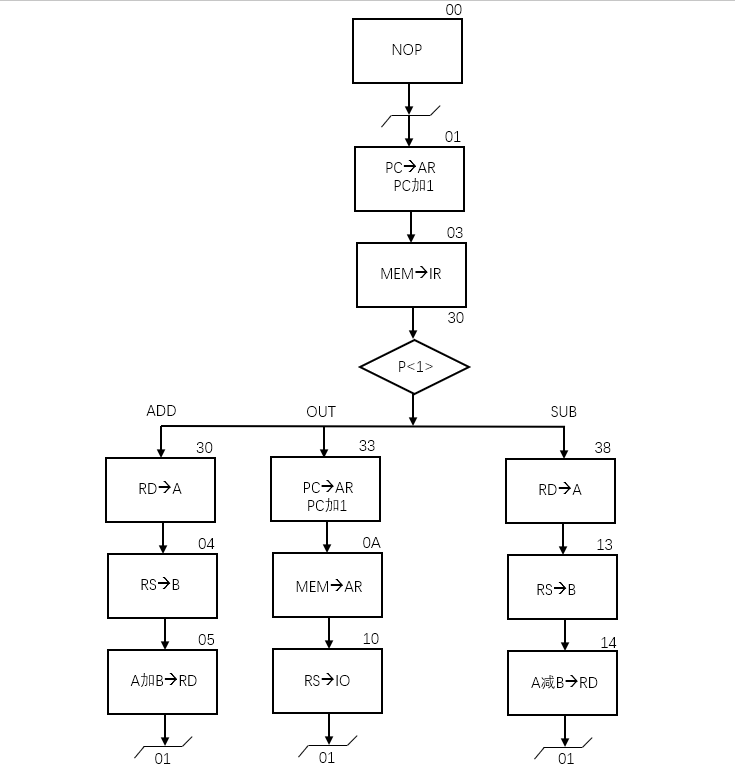 00
NOP
01
PC→AR
PC加1
03
MEM→IR
30
P<1>
ADD
OUT
SUB
30
RD→A
33
PC→AR
PC加1
38
RD→A
04
RS→B
0A
MEM→AR
13
RS→B
05
A加B→RD
10
RS→IO
14
A减B→RD
01
01
01